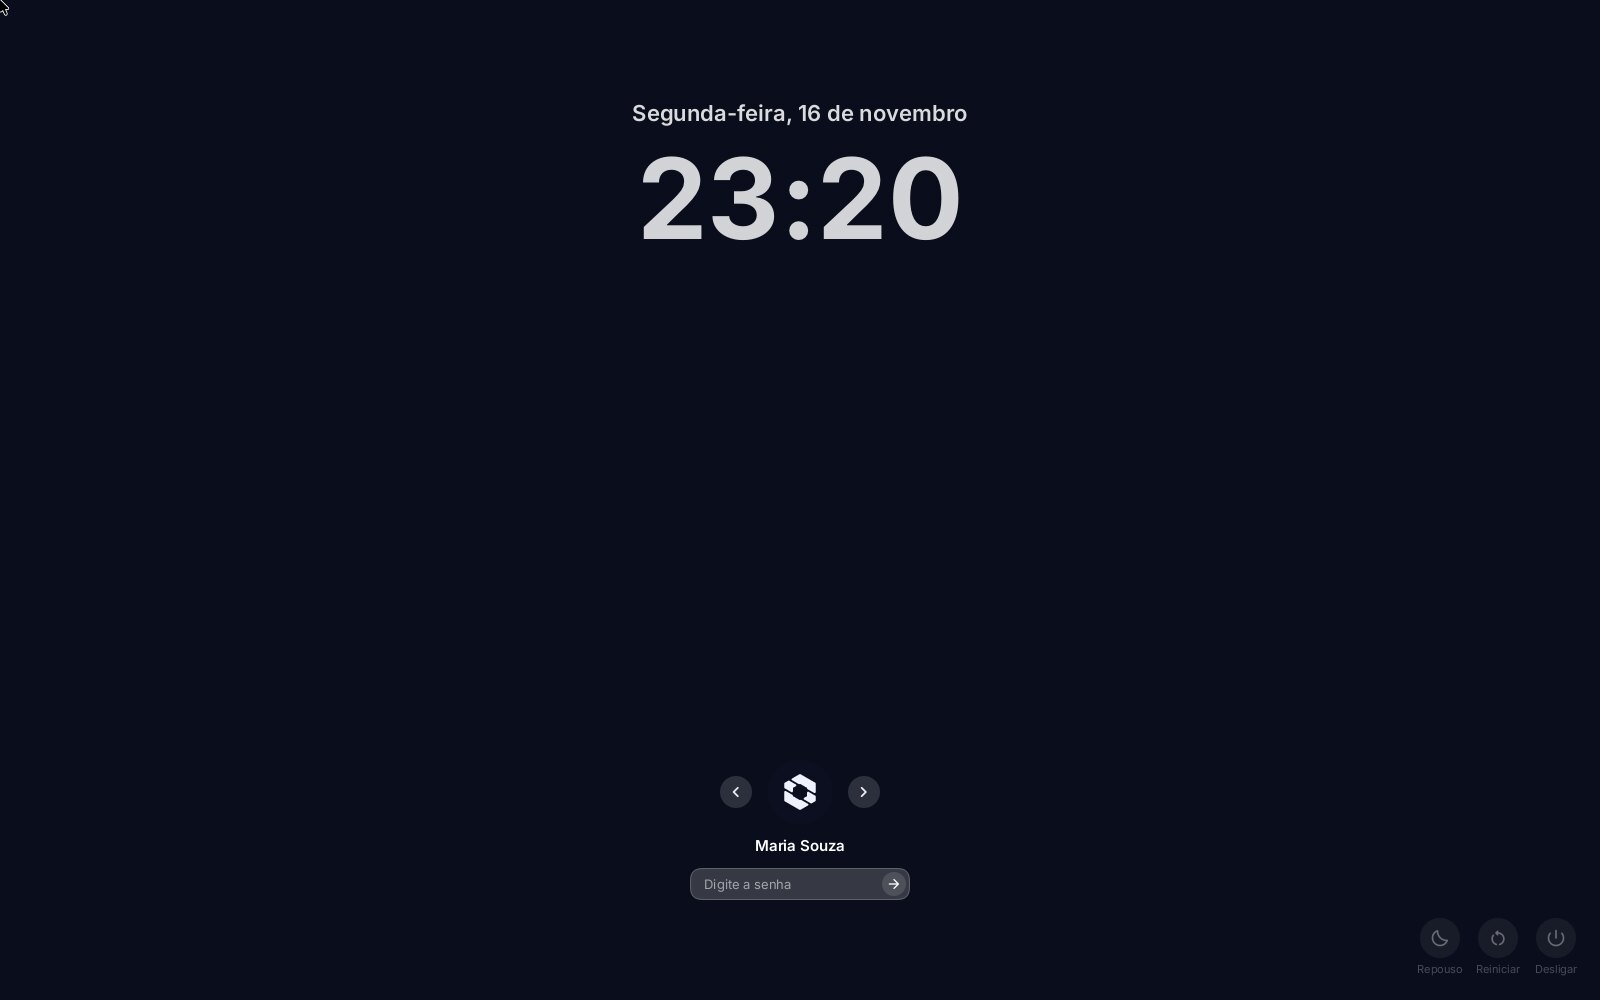 Segunda-feira, 16 de novembro
23:20
Maria Souza
Digite a senha
Repouso
Reiniciar
Desligar